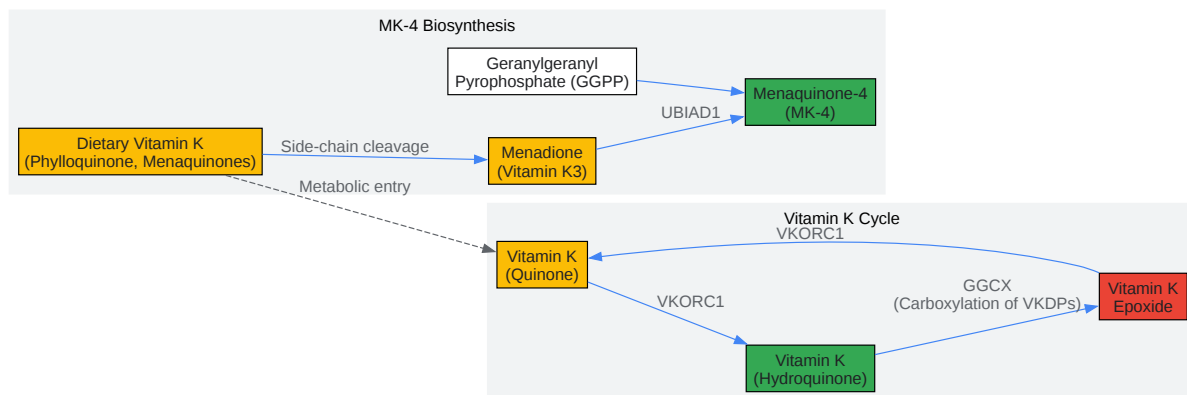 MK-4 Biosynthesis
Geranylgeranyl
Pyrophosphate (GGPP)
Menaquinone-4
(MK-4)
UBIAD1
Dietary Vitamin K
(Phylloquinone, Menaquinones)
Side-chain cleavage
Menadione
(Vitamin K3)
Metabolic entry
Vitamin K Cycle
VKORC1
Vitamin K
(Quinone)
VKORC1
GGCX
(Carboxylation of VKDPs)
Vitamin K
Epoxide
Vitamin K
(Hydroquinone)